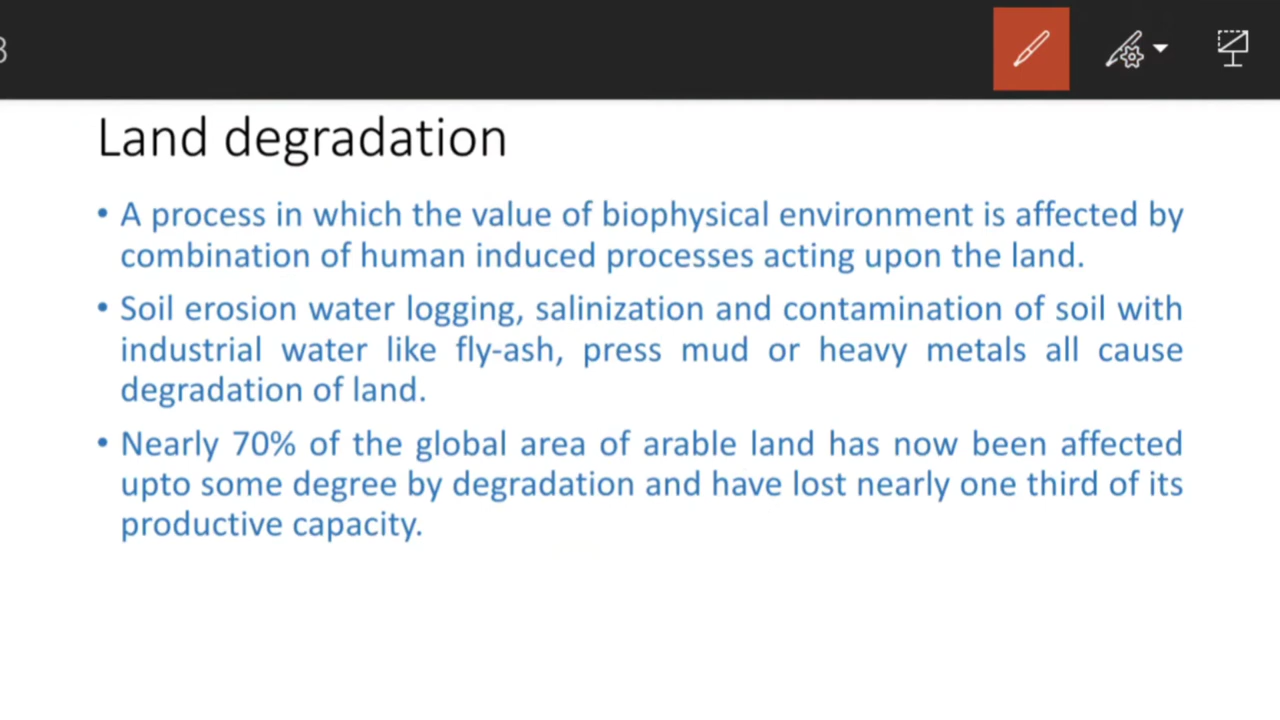 Land degradation
• A process in which the value of biophysical environment is affected by
combination of human induced processes acting upon the land.
• Soil erosion water logging, salinization and contamination of soil with
industrial water like fly-ash, press mud or heavy metals all cause
degradation of land.
• Nearly 70% of the global area of arable land has now been affected
upto some degree by degradation and have lost nearly one third of its
productive capacity.